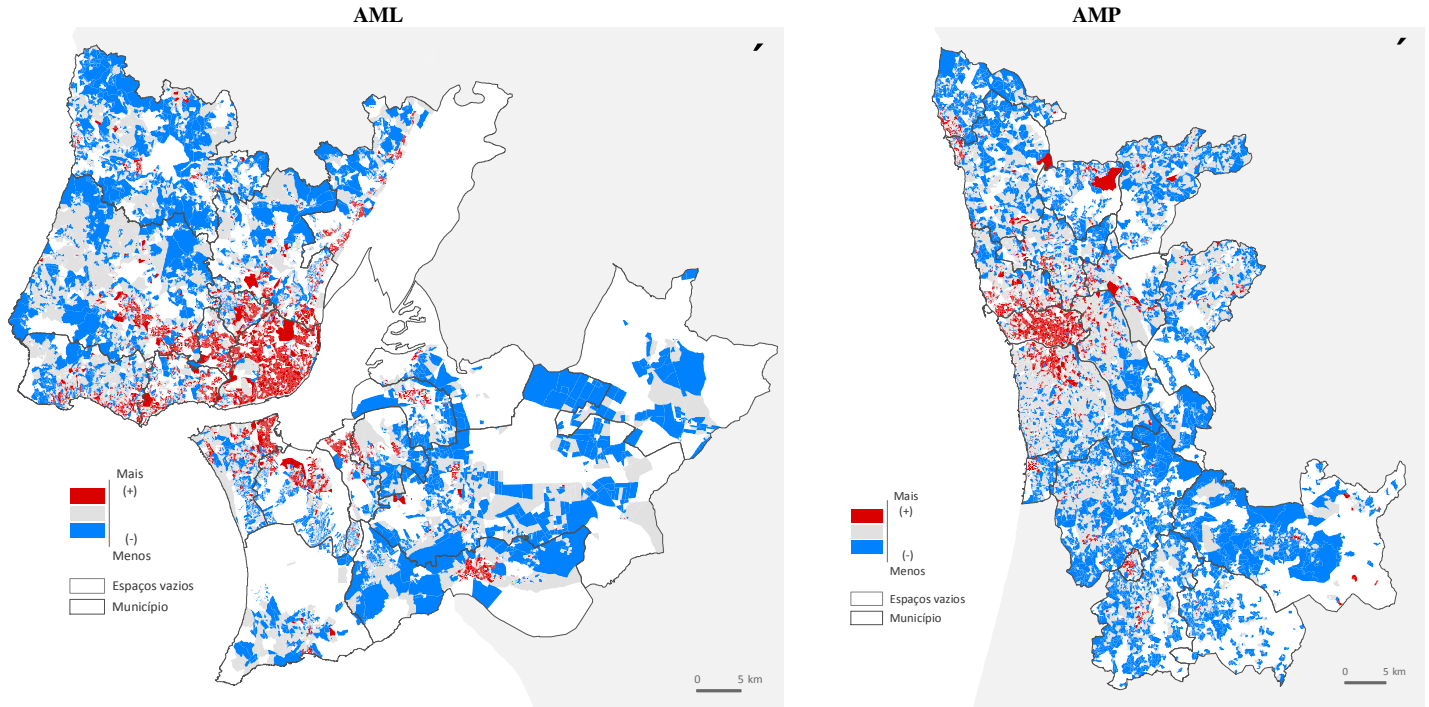 AML
Mais
(+)
(-)
Menos
Espaços vazios
Município
0 5 km
AMP
Mais
(+)
(-)
Menos
Espaços vazios
Município
0 5 km